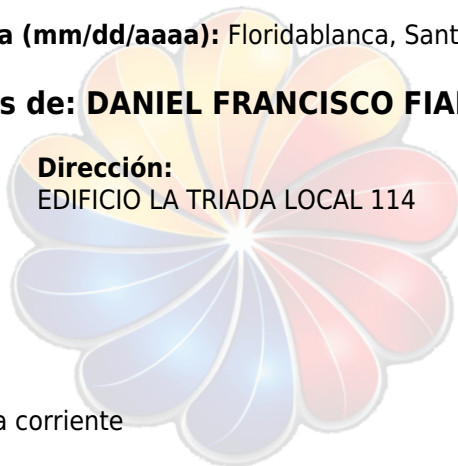 a (mm/dd/aaaa): Floridablanca, Sant
s de: DANIEL FRANCISCO FIA
Dirección:
EDIFICIO LA TRIADA LOCAL 114
a corriente